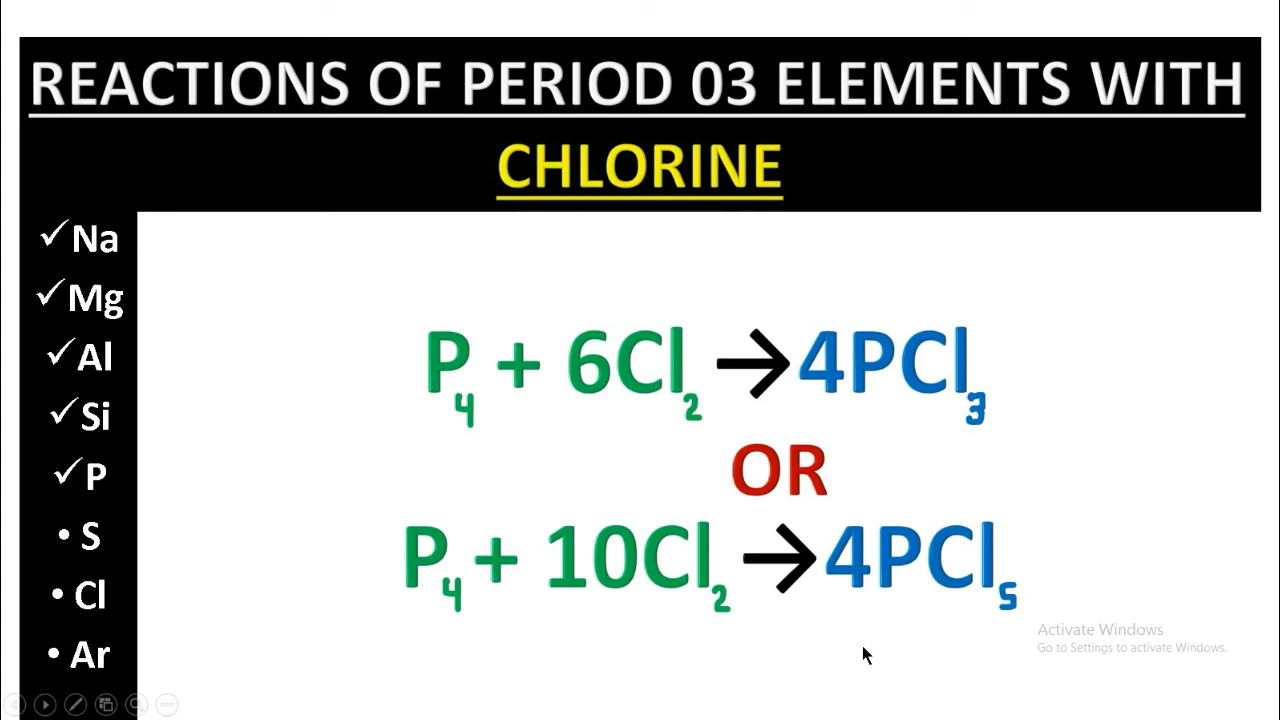 REACTIONS OF PERIOD 03 ELEMENTS WITH
CHLORINE
✓Na
✓Mg
✓Al
✓Si
✓P
• S
• Cl
• Ar
P₄ + 6Cl₂ →4PCl₃
OR
P₄ + 10Cl₂ →4PCl₅
Activate Windows
Go to Settings to activate Windows.